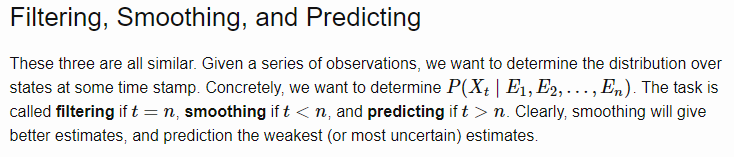 Filtering, Smoothing, and Predicting
These three are all similar. Given a series of observations, we want to determine the distribution over
states at some time stamp. Concretely, we want to determine P(X_t | E_1, E_2, . . . , E_n). The task is
called filtering if t = n, smoothing if t < n, and predicting if t > n. Clearly, smoothing will give
better estimates, and prediction the weakest (or most uncertain) estimates.